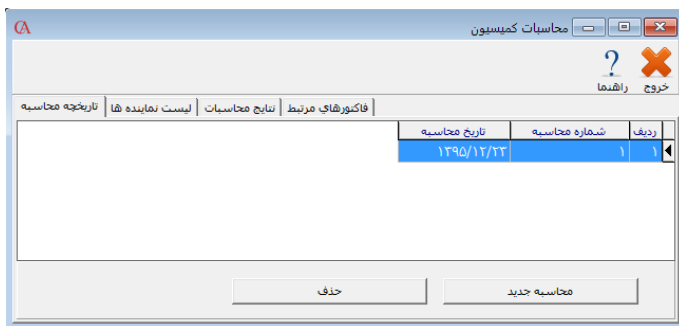 محاسبات کمیسیون
خروج راهنما
تاریخچه محاسبه لیست نماینده ها نتایج محاسبات فاکتورهاي مرتبط
ردیف شماره محاسبه تاریخ محاسبه
۱ ۱ ۱۳۹۵/۱۲/۲۳
محاسبه جدید حذف